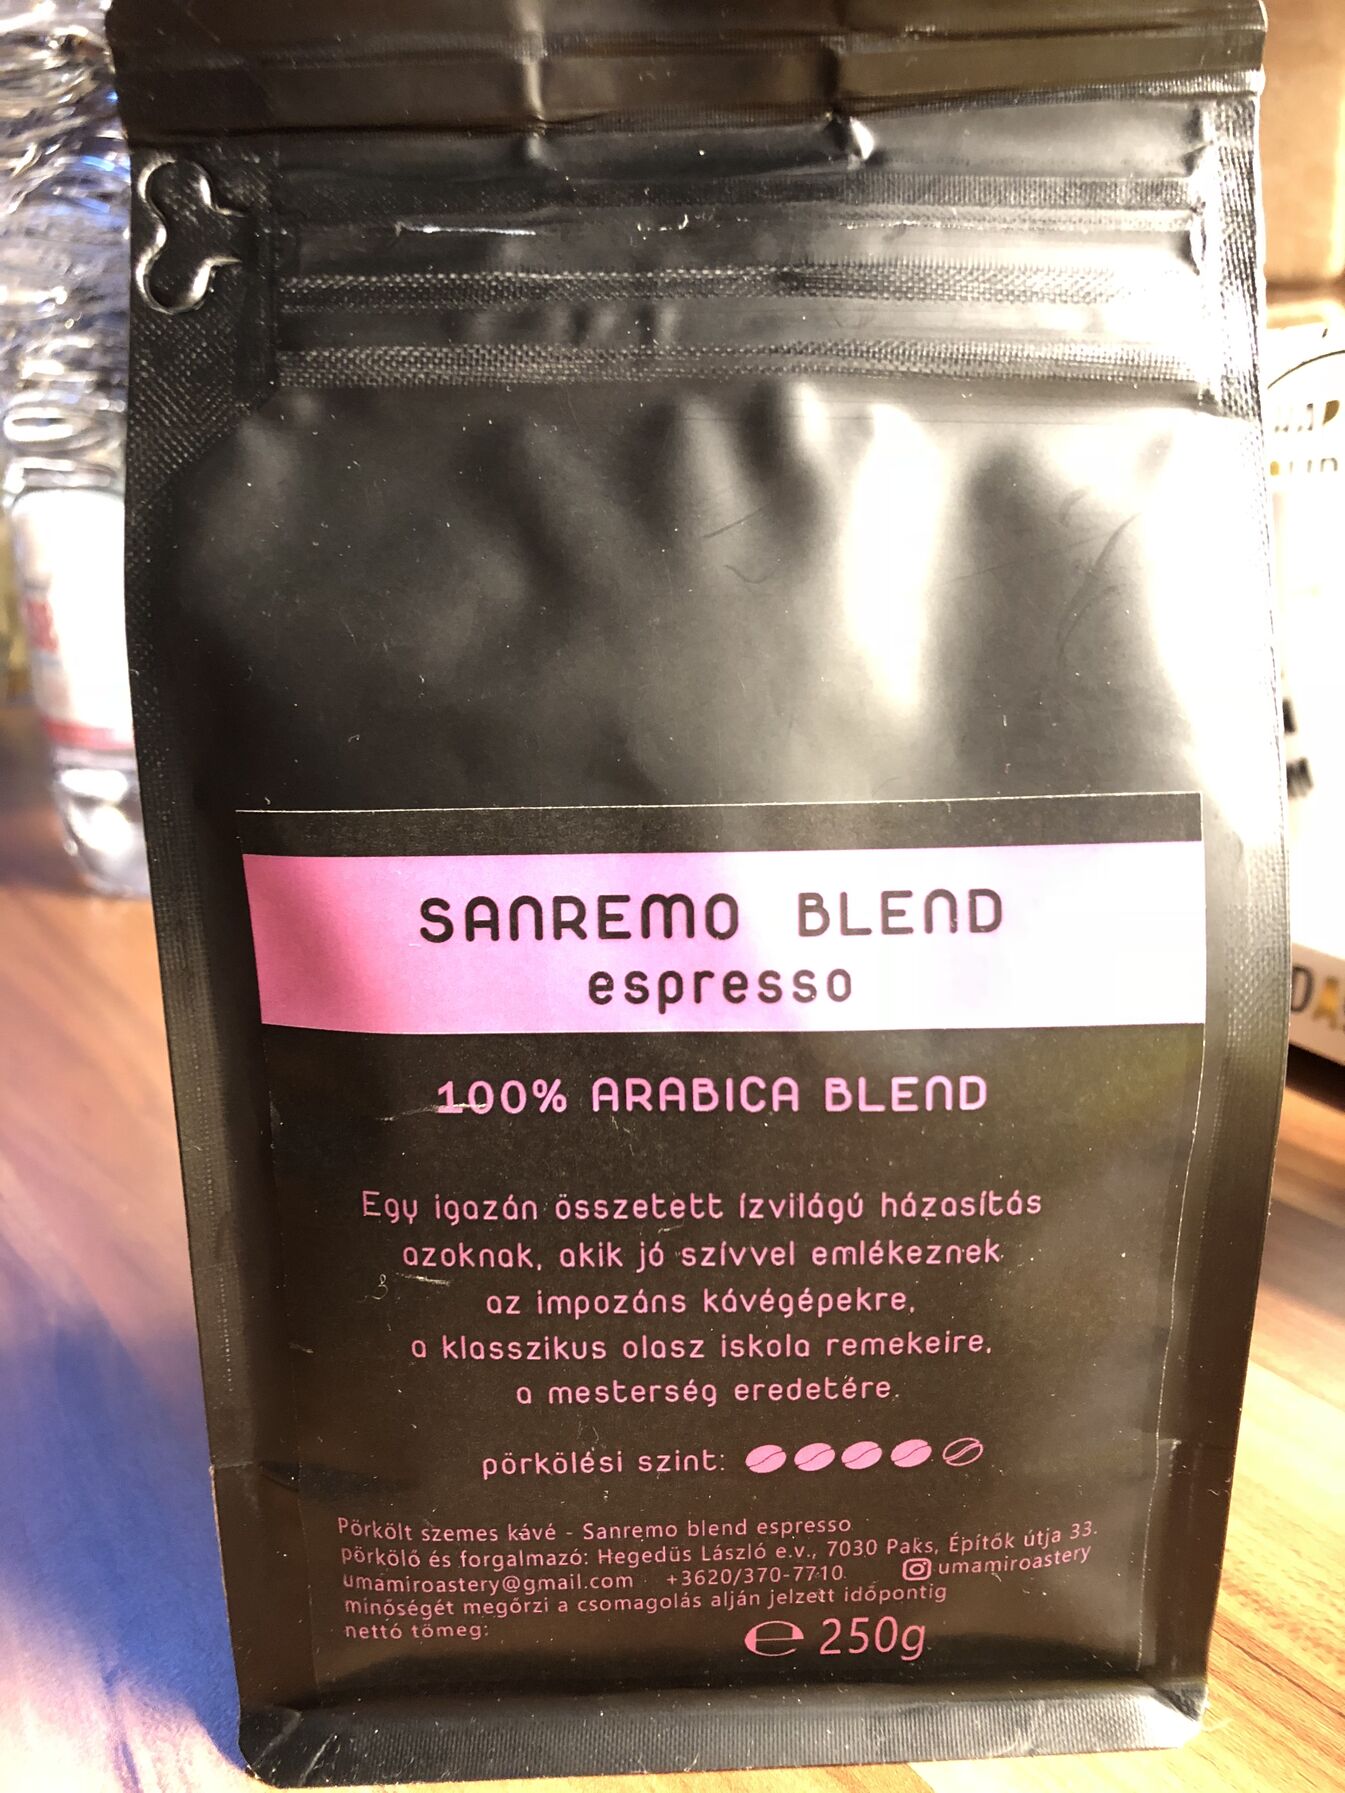 SANREMO BLEND
espresso
100% ARABICA BLEND
Egy igazán összetett ízvilágú házasítás
azoknak, akik jó szívvel emlékeznek
az impozáns kávégépekre,
a klasszikus olasz iskola remekeire,
a mesterség eredetére.
pörkölési szint:
Pörkölt szemes kávé - Sanremo blend espresso
pörkölő és forgalmazó: Hegedüs László e.v., 7030 Paks, Építők útja 33.
umamiroastery@gmail.com +3620/370-7710 umamiroastery
minőségét megőrzi a csomagolás alján jelzett időpontig
nettó tömeg: ℮ 250g